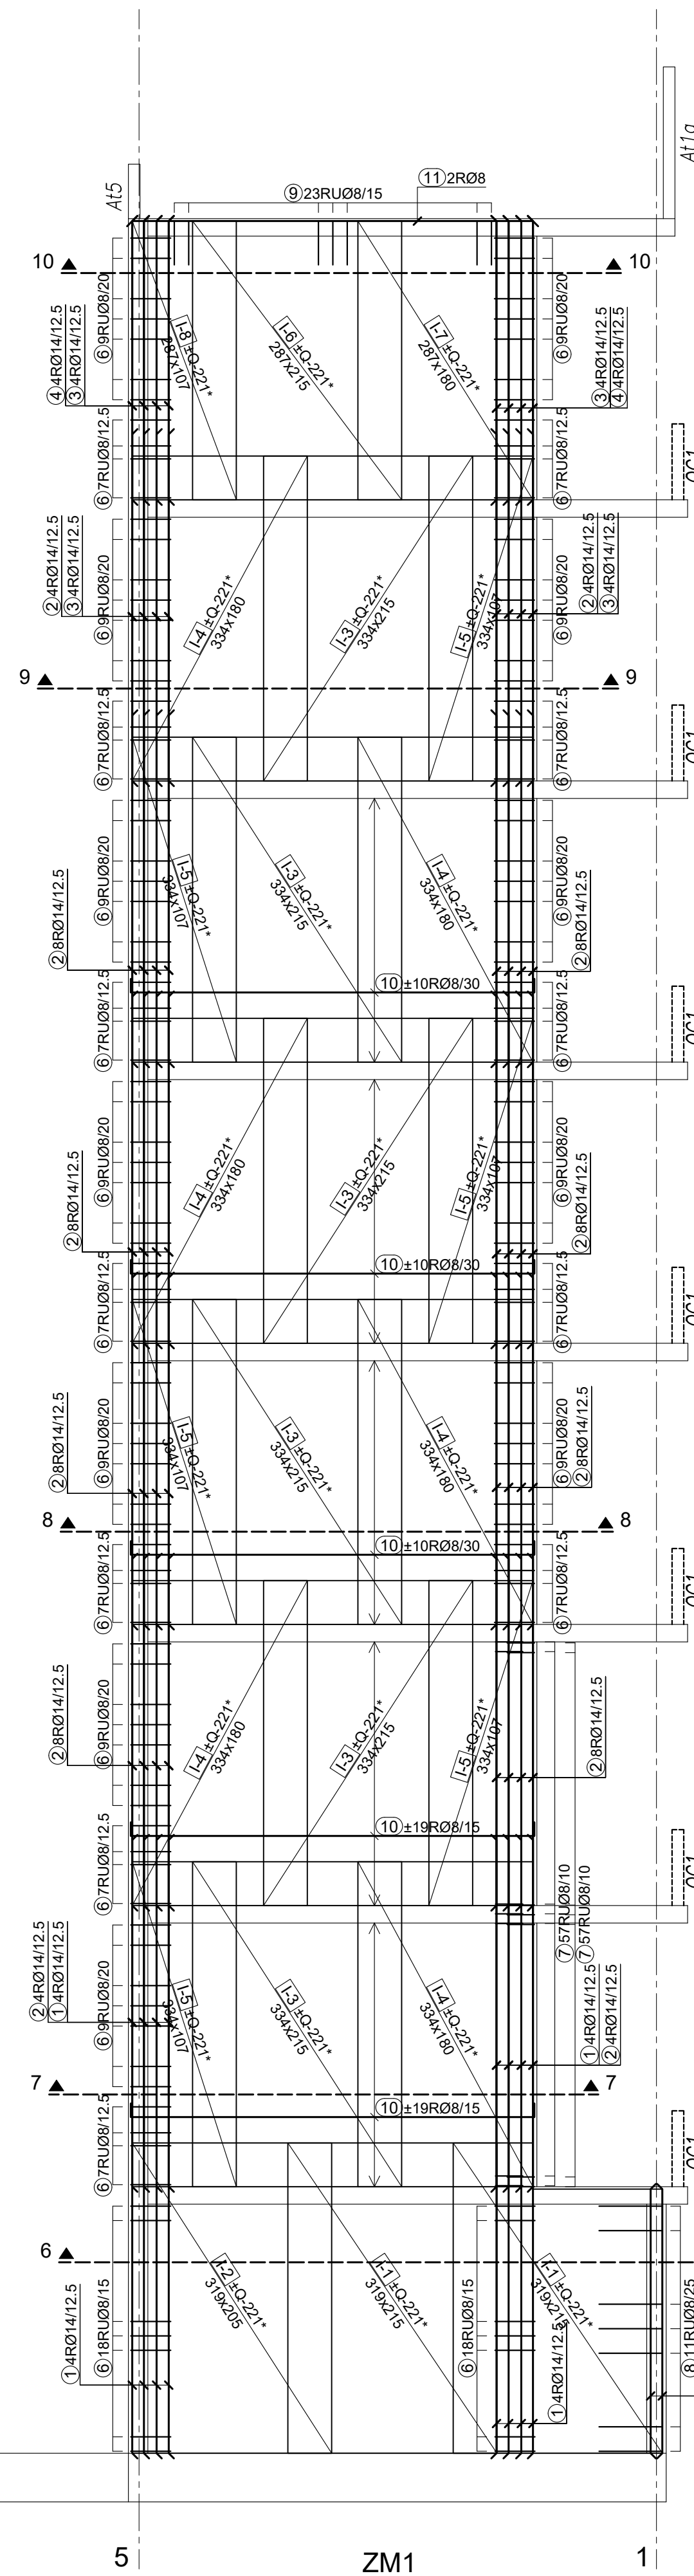 At1a
At5
⑪2RØ8
⑨23RUØ8/15
10
10
④4RØ14/12.5
③4RØ14/12.5
⑥9RUØ8/20
I-8 ±Q-221*
287x107
I-6 ±Q-221*
287x215
I-7 ±Q-221*
287x180
⑥9RUØ8/20
③4RØ14/12.5
④4RØ14/12.5
⑥7RUØ8/12.5
⑥7RUØ8/12.5
②4RØ14/12.5
③4RØ14/12.5
⑥9RUØ8/20
I-4 ±Q-221*
334x180
I-3 ±Q-221*
334x215
I-5 ±Q-221*
334x107
⑥9RUØ8/20
②4RØ14/12.5
③4RØ14/12.5
9
9
⑥7RUØ8/12.5
⑥7RUØ8/12.5
②8RØ14/12.5
⑥9RUØ8/20
I-5 ±Q-221*
334x107
I-3 ±Q-221*
334x215
I-4 ±Q-221*
334x180
⑥9RUØ8/20
②8RØ14/12.5
⑩±10RØ8/30
⑥7RUØ8/12.5
⑥7RUØ8/12.5
②8RØ14/12.5
⑥9RUØ8/20
I-4 ±Q-221*
334x180
I-3 ±Q-221*
334x215
I-5 ±Q-221*
334x107
⑥9RUØ8/20
②8RØ14/12.5
⑩±10RØ8/30
⑥7RUØ8/12.5
⑥7RUØ8/12.5
②8RØ14/12.5
⑥9RUØ8/20
I-5 ±Q-221*
334x107
I-3 ±Q-221*
334x215
I-4 ±Q-221*
334x180
⑥9RUØ8/20
②8RØ14/12.5
8
8
⑩±10RØ8/30
⑥7RUØ8/12.5
⑥7RUØ8/12.5
②8RØ14/12.5
⑥9RUØ8/20
I-4 ±Q-221*
334x180
I-3 ±Q-221*
334x215
I-5 ±Q-221*
334x107
②8RØ14/12.5
⑩±19RØ8/15
⑥7RUØ8/12.5
⑦57RUØ8/10
⑦57RUØ8/10
②4RØ14/12.5
①4RØ14/12.5
⑥9RUØ8/20
I-5 ±Q-221*
334x107
I-3 ±Q-221*
334x215
I-4 ±Q-221*
334x180
①4RØ14/12.5
②4RØ14/12.5
7
7
⑩±19RØ8/15
⑥7RUØ8/12.5
6
①4RØ14/12.5
⑥18RUØ8/15
I-2 ±Q-221*
319x205
I-1 ±Q-221*
319x215
I-1 ±Q-221*
319x215
⑥18RUØ8/15
①4RØ14/12.5
⑧11RUØ8/25
5
ZM1
1